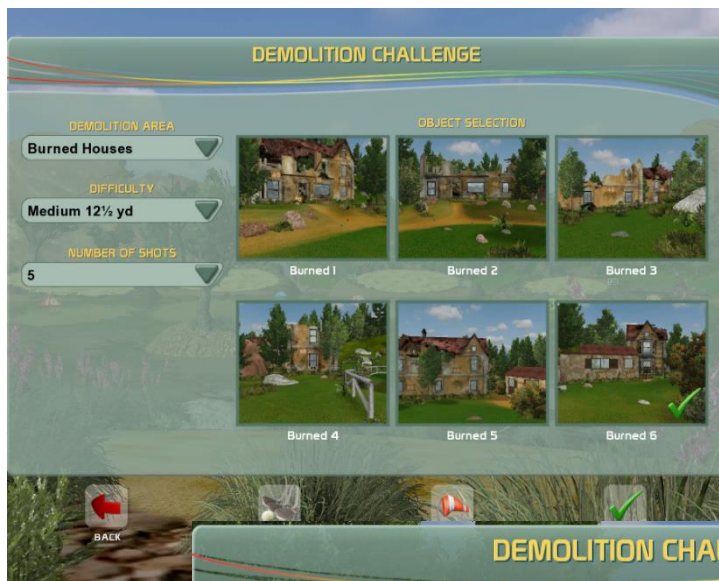 DEMOLITION CHALLENGE
DEMOLITION AREA
Burned Houses
DIFFICULTY
Medium 12½ yd
NUMBER OF SHOTS
5
OBJECT SELECTION
Burned 1
Burned 2
Burned 3
Burned 4
Burned 5
Burned 6
BACK
DEMOLITION CHA